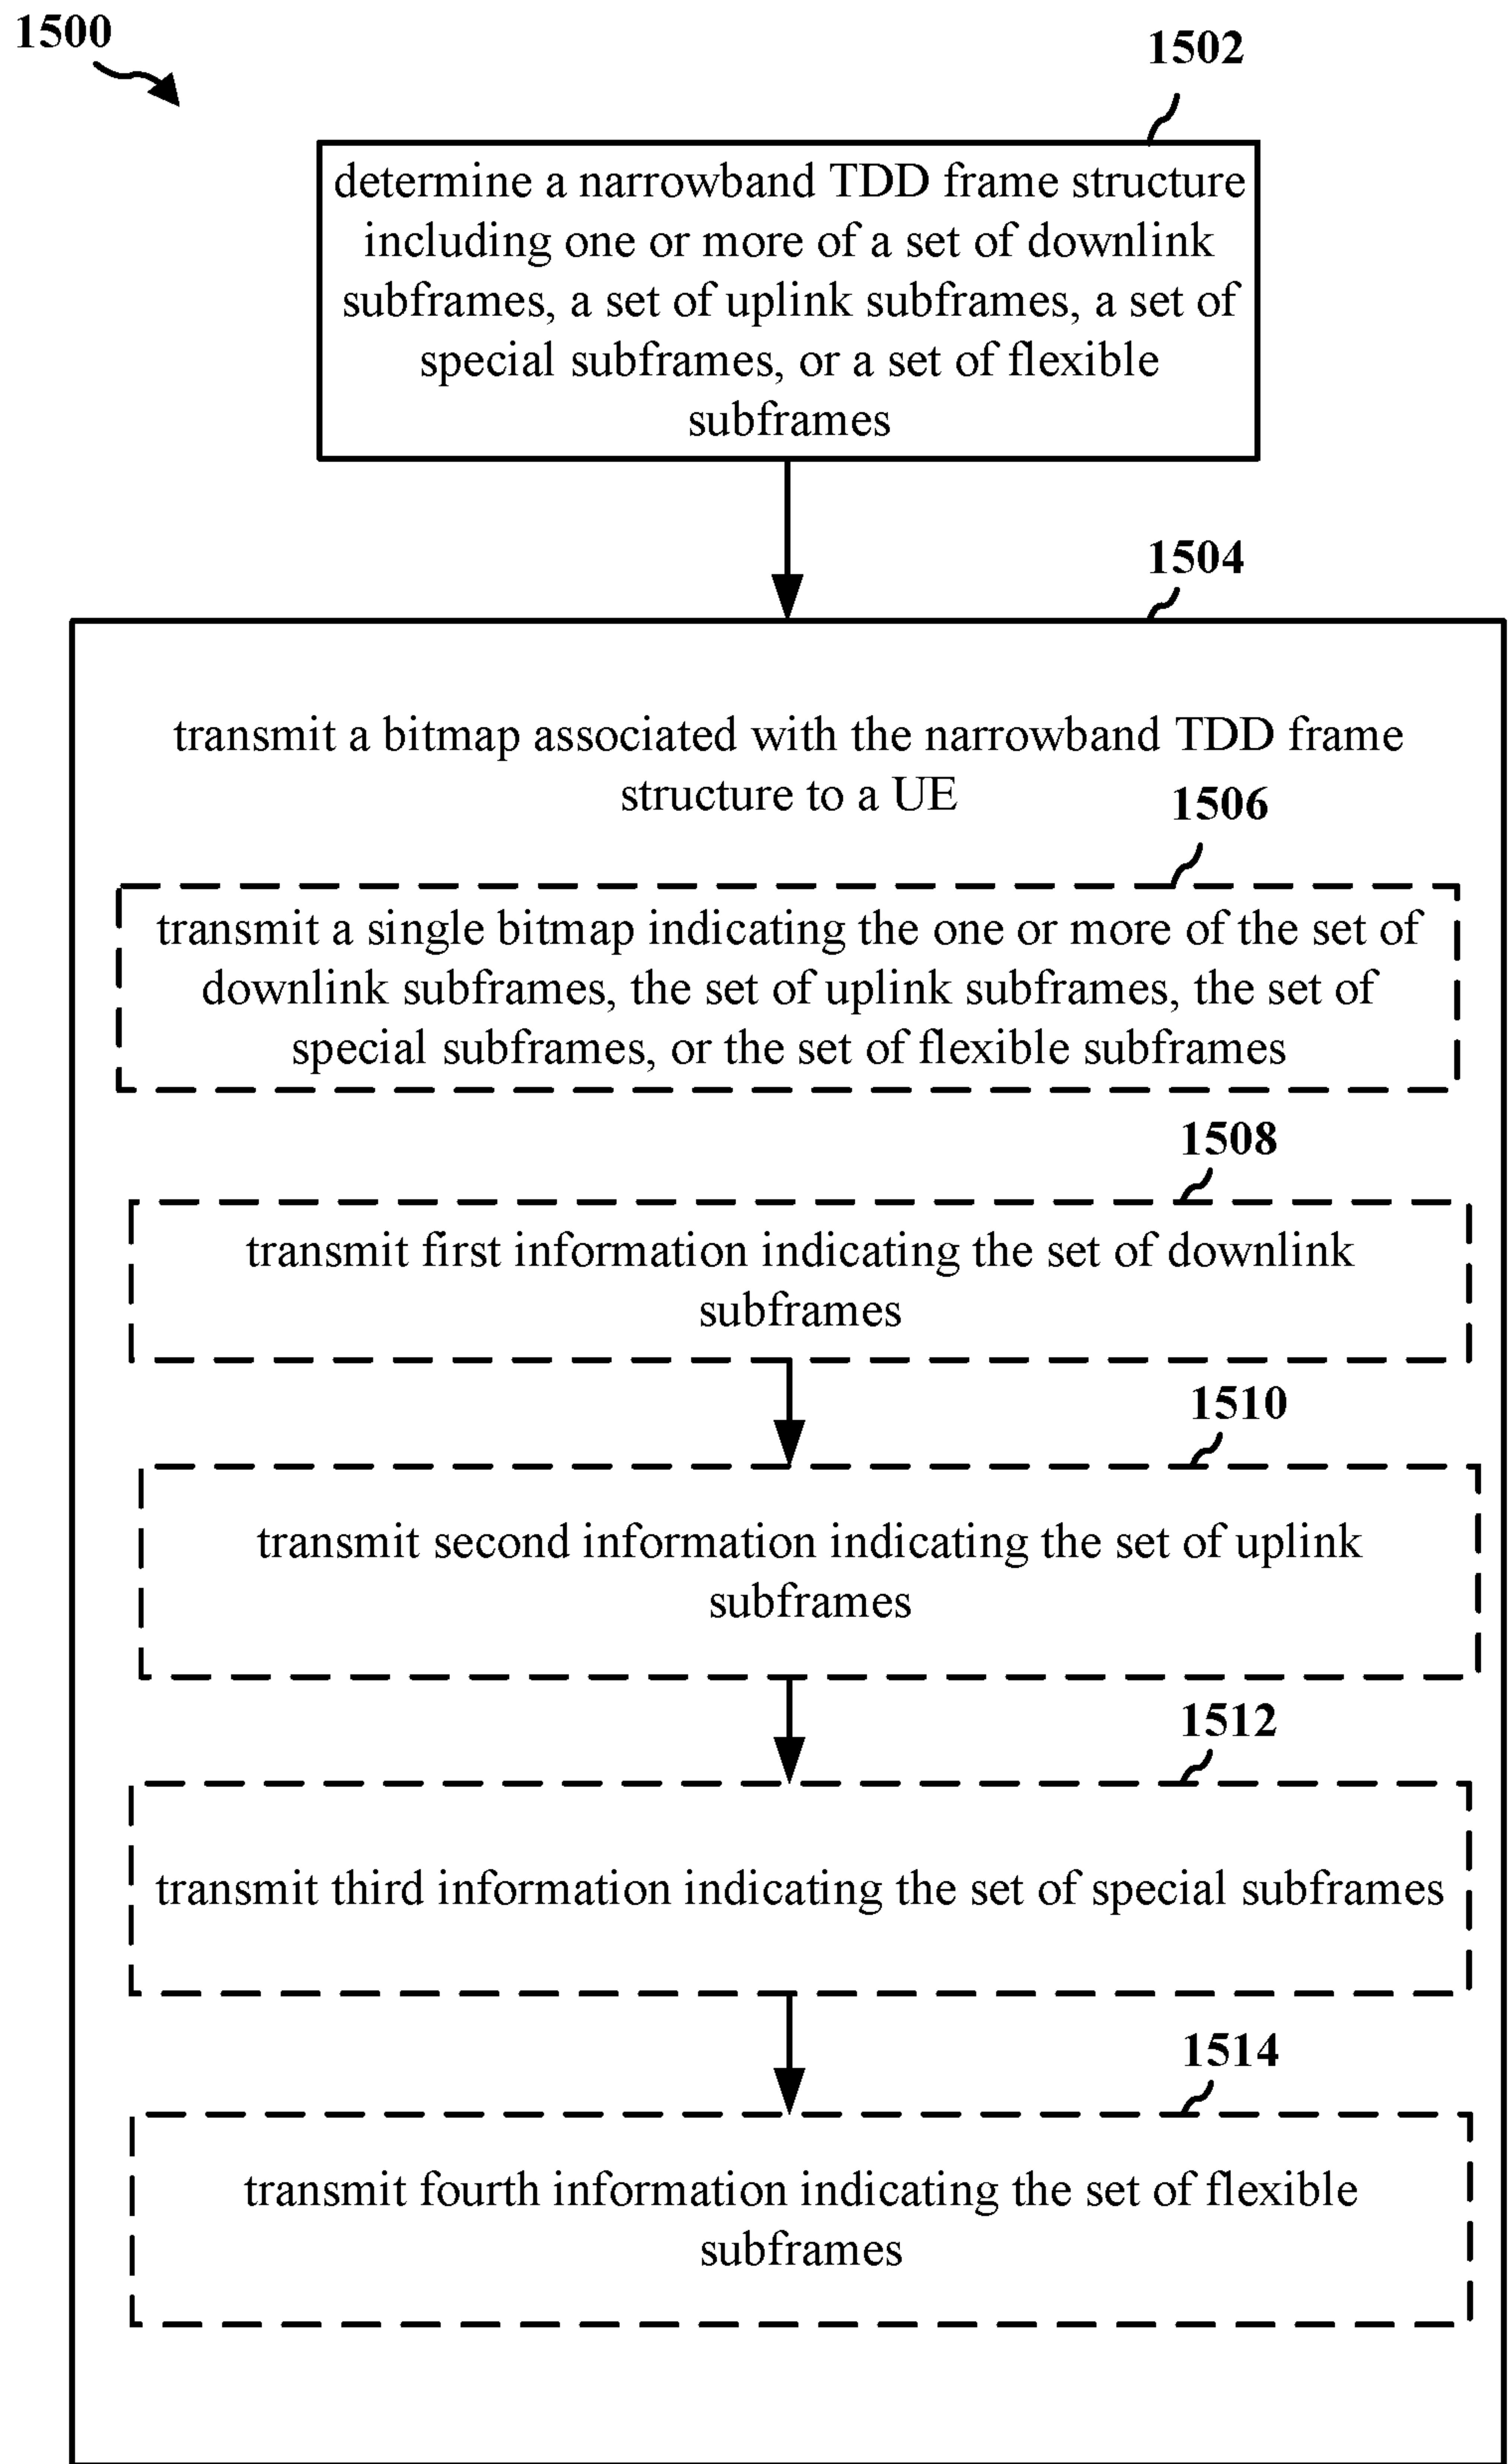 1500
1502
determine a narrowband TDD frame structure
including one or more of a set of downlink
subframes, a set of uplink subframes, a set of
special subframes, or a set of flexible
subframes
1504
transmit a bitmap associated with the narrowband TDD frame
structure to a UE
1506
transmit a single bitmap indicating the one or more of the set of
downlink subframes, the set of uplink subframes, the set of
special subframes, or the set of flexible subframes
1508
transmit first information indicating the set of downlink
subframes
1510
transmit second information indicating the set of uplink
subframes
1512
transmit third information indicating the set of special subframes
1514
transmit fourth information indicating the set of flexible
subframes